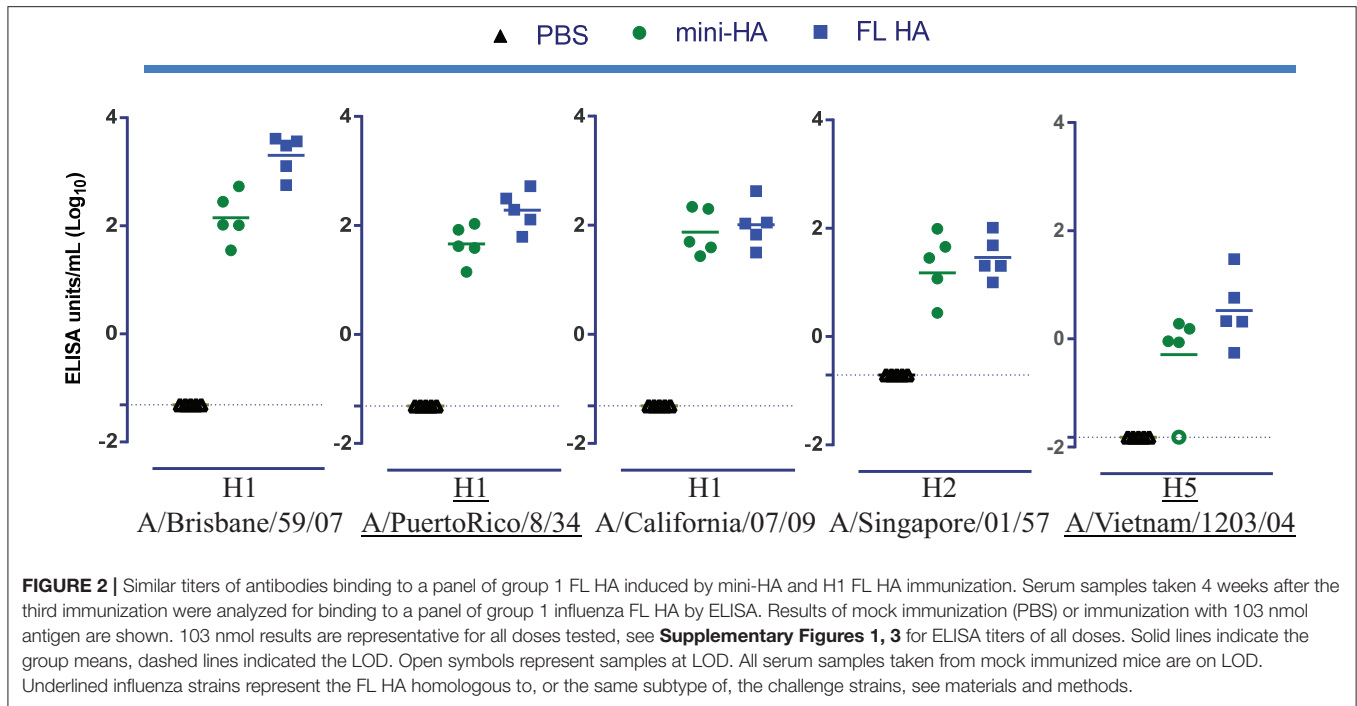 PBS mini-HA FL HA
ELISA units/mL (Log10)
4
2
0
-2
4
2
0
-2
4
2
0
-2
4
2
0
-2
4
2
0
-2
H1
A/Brisbane/59/07
H1
A/PuertoRico/8/34
H1
A/California/07/09
H2
A/Singapore/01/57
H5
A/Vietnam/1203/04
FIGURE 2 | Similar titers of antibodies binding to a panel of group 1 FL HA induced by mini-HA and H1 FL HA immunization. Serum samples taken 4 weeks after the
third immunization were analyzed for binding to a panel of group 1 influenza FL HA by ELISA. Results of mock immunization (PBS) or immunization with 103 nmol
antigen are shown. 103 nmol results are representative for all doses tested, see Supplementary Figures 1, 3 for ELISA titers of all doses. Solid lines indicate the
group means, dashed lines indicated the LOD. Open symbols represent samples at LOD. All serum samples taken from mock immunized mice are on LOD.
Underlined influenza strains represent the FL HA homologous to, or the same subtype of, the challenge strains, see materials and methods.